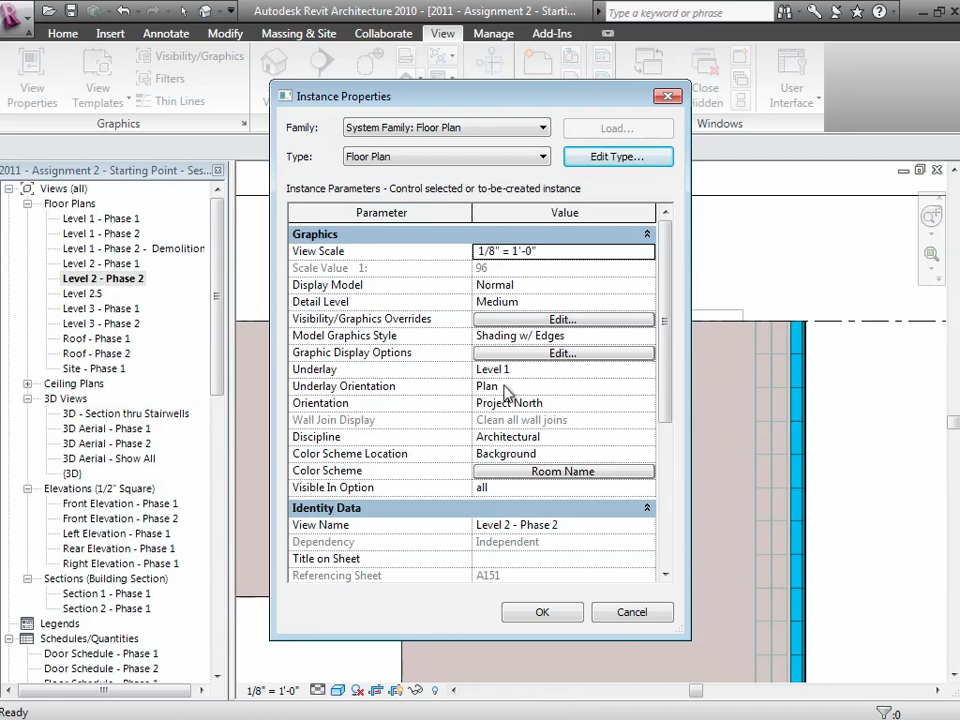 Autodesk Revit Architecture 2010 - [2011 - Assignment 2 - Starti...
Type a keyword or phrase
Home Insert Annotate Modify Massing & Site Collaborate View Manage Add-Ins
View
Properties
View
Templates
Visibility/Graphics
Filters
Thin Lines
Close
Hidden
User
Interface
Graphics
Windows
Instance Properties
Family: System Family: Floor Plan Load...
Type: Floor Plan Edit Type...
Instance Parameters - Control selected or to-be-created instance
Parameter Value
Graphics
View Scale 1/8" = 1'-0"
Scale Value 1: 96
Display Model Normal
Detail Level Medium
Visibility/Graphics Overrides Edit...
Model Graphics Style Shading w/ Edges
Graphic Display Options Edit...
Underlay Level 1
Underlay Orientation Plan
Orientation Project North
Wall Join Display Clean all wall joins
Discipline Architectural
Color Scheme Location Background
Color Scheme Room Name
Visible In Option all
Identity Data
View Name Level 2 - Phase 2
Dependency Independent
Title on Sheet
Referencing Sheet A151
OK Cancel
2011 - Assignment 2 - Starting Point - Ses...
Views (all)
Floor Plans
Level 1 - Phase 1
Level 1 - Phase 2
Level 1 - Phase 2 - Demolition
Level 2 - Phase 1
Level 2 - Phase 2
Level 2.5
Level 3 - Phase 1
Level 3 - Phase 2
Roof - Phase 1
Roof - Phase 2
Site - Phase 1
Ceiling Plans
3D Views
3D - Section thru Stairwells
3D Aerial - Phase 1
3D Aerial - Phase 2
3D Aerial - Show All
{3D}
Elevations (1/2" Square)
Front Elevation - Phase 1
Front Elevation - Phase 2
Left Elevation - Phase 1
Rear Elevation - Phase 1
Right Elevation - Phase 1
Sections (Building Section)
Section 1 - Phase 1
Section 2 - Phase 1
Legends
Schedules/Quantities
Door Schedule - Phase 1
Door Schedule - Phase 2
1/8" = 1'-0"
Ready
:0